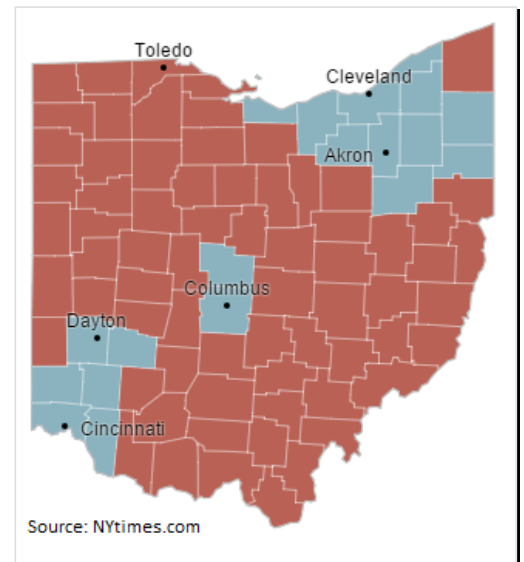 Toledo
Cleveland
Akron
Columbus
Dayton
Cincinnati
Source: NYtimes.com